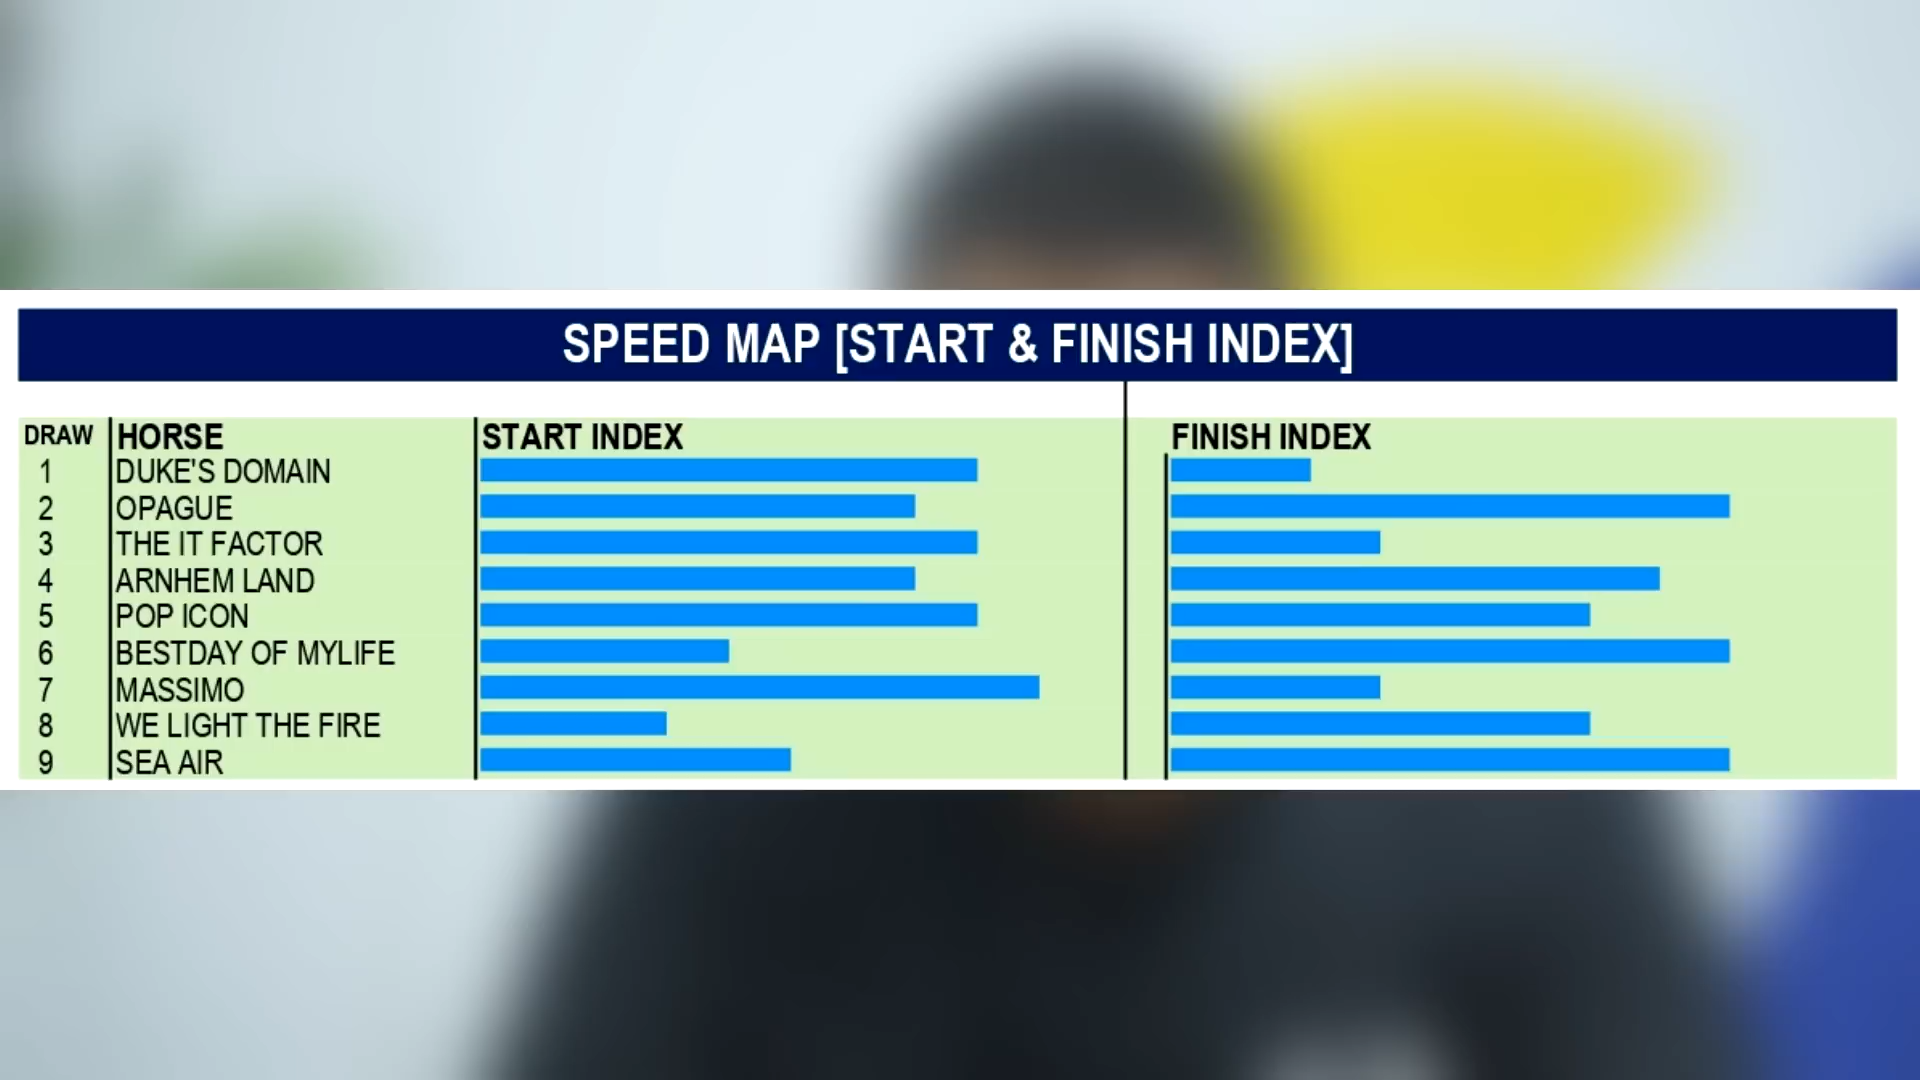 SPEED MAP [START & FINISH INDEX]
DRAW HORSE START INDEX FINISH INDEX
1 DUKE'S DOMAIN
2 OPAGUE
3 THE IT FACTOR
4 ARNHEM LAND
5 POP ICON
6 BESTDAY OF MYLIFE
7 MASSIMO
8 WE LIGHT THE FIRE
9 SEA AIR